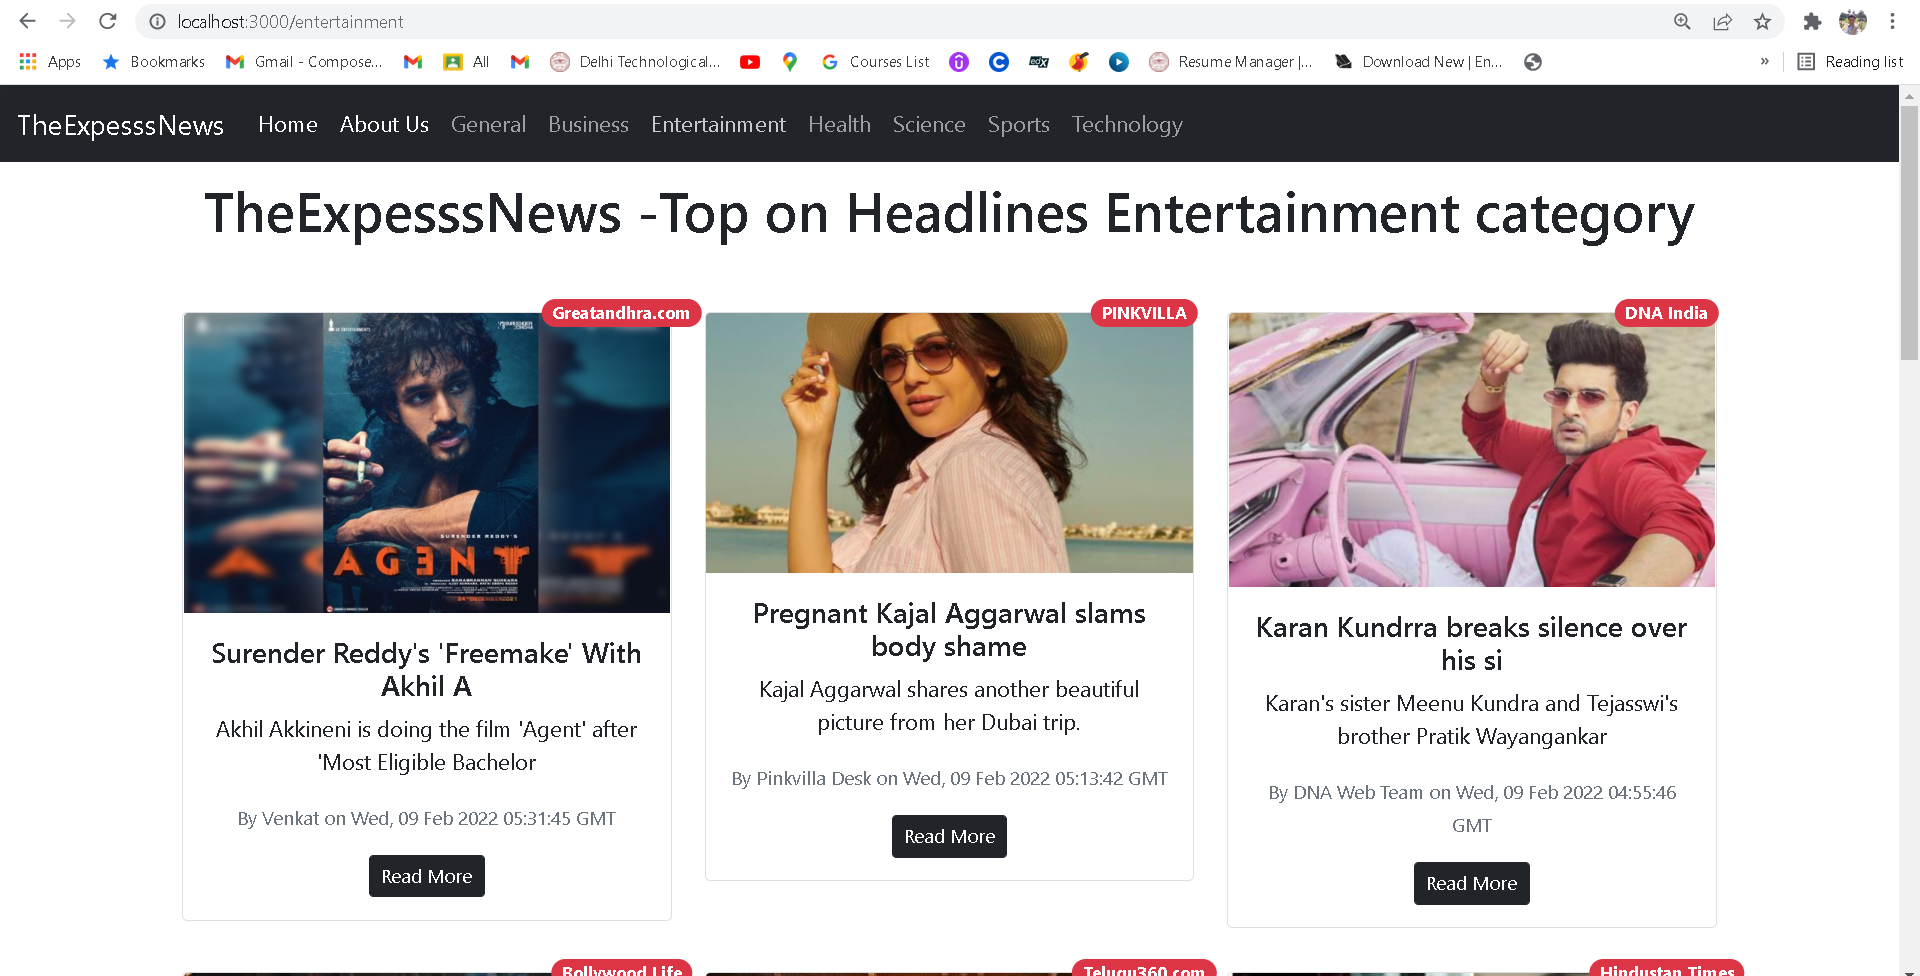 localhost:3000/entertainment
Apps Bookmarks Gmail - Compose... All Delhi Technological... Courses List edX Resume Manager |... Download New | En... » Reading list
TheExpesssNews Home About Us General Business Entertainment Health Science Sports Technology
TheExpesssNews -Top on Headlines Entertainment category
Greatandhra.com
SURENDER REDDY'S
AGENT
Surender Reddy's 'Freemake' With
Akhil A
Akhil Akkineni is doing the film 'Agent' after
'Most Eligible Bachelor
By Venkat on Wed, 09 Feb 2022 05:31:45 GMT
Read More
PINKVILLA
Pregnant Kajal Aggarwal slams
body shame
Kajal Aggarwal shares another beautiful
picture from her Dubai trip.
By Pinkvilla Desk on Wed, 09 Feb 2022 05:13:42 GMT
Read More
DNA India
Karan Kundrra breaks silence over
his si
Karan's sister Meenu Kundra and Tejasswi's
brother Pratik Wayangankar
By DNA Web Team on Wed, 09 Feb 2022 04:55:46
GMT
Read More
Bollywood Life
Telugu360.com
Hindustan Times